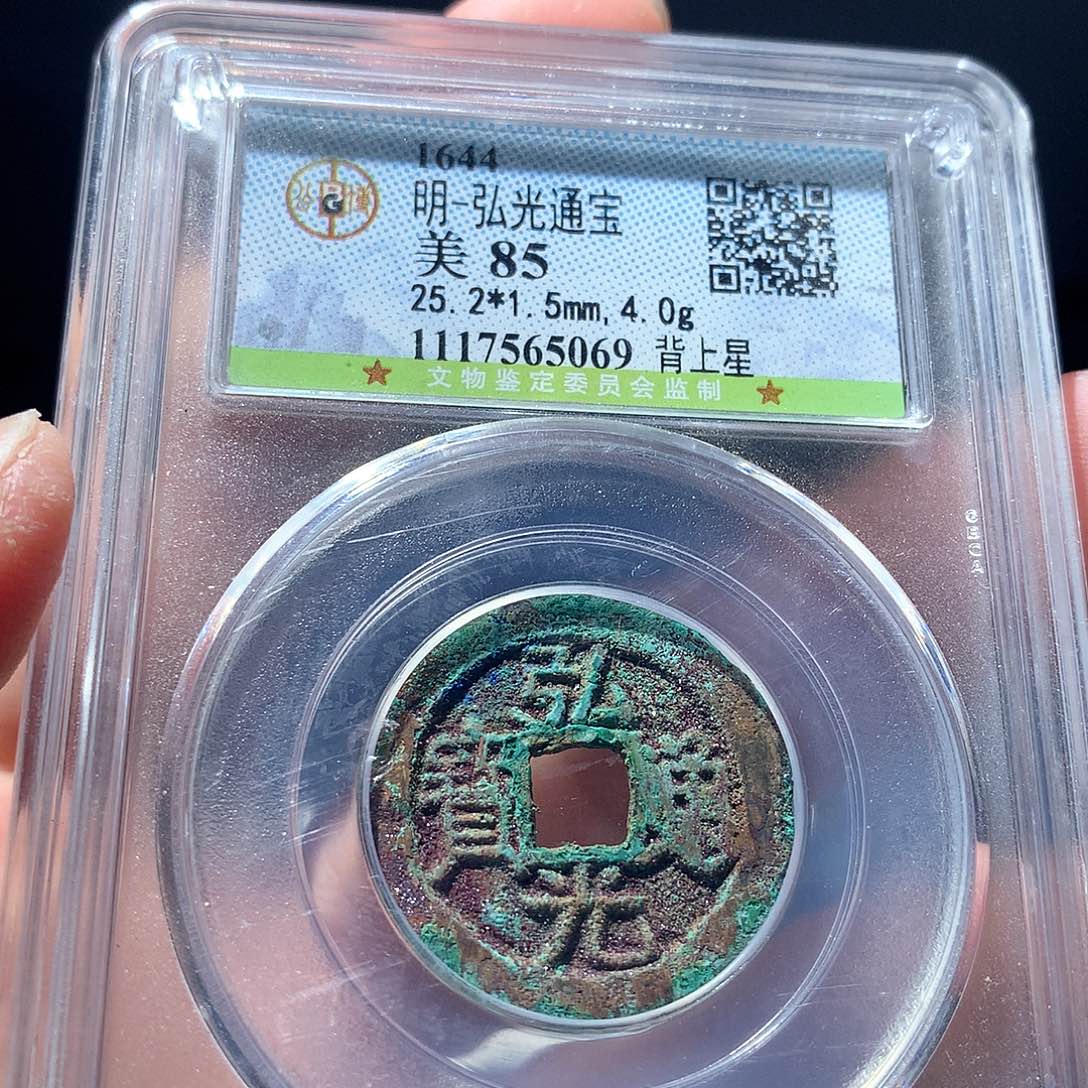 1644
明-弘光通宝
美 85
25.2*1.5mm,4.0g
1117565069 背上星
文物鉴定委员会监制
G
弘光通寶